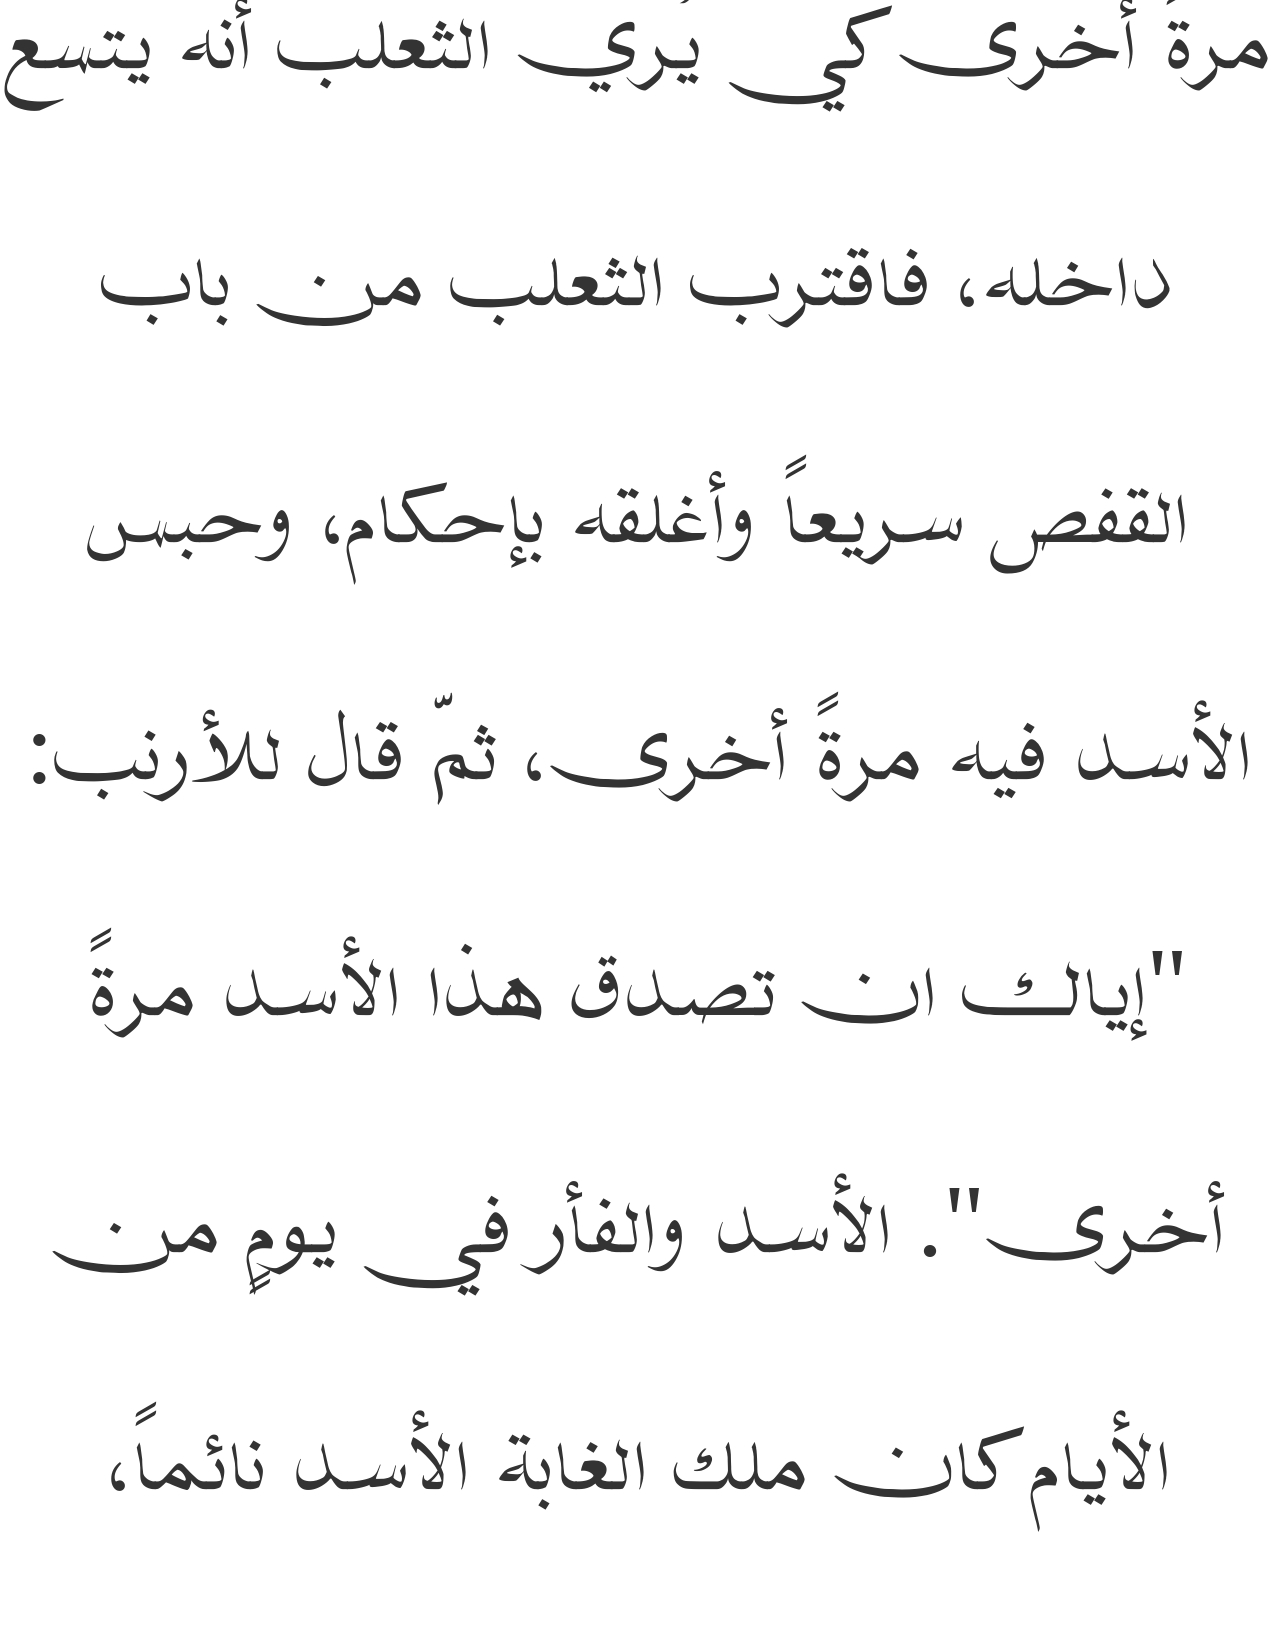 مرةً أخرى كي يُري الثعلب أنه يتسع
داخله، فاقترب الثعلب من باب
القفص سريعاً وأغلقه بإحكام، وحبس
الأسد فيه مرةً أخرى، ثمّ قال للأرنب:
"إيالك ان تصدق هذا الأسد مرةً
أخرى". الأسد والفأر في يومٍ من
الأيام كان ملك الغابة الأسد نائماً،